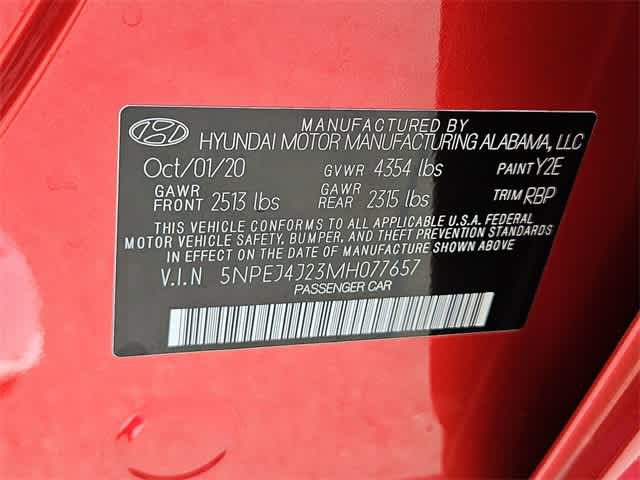 MANUFACTURED BY
HYUNDAI MOTOR MANUFACTURING ALABAMA, LLC
Oct/01/20 GVWR 4354 lbs PAINT Y2E
GAWR FRONT 2513 lbs GAWR REAR 2315 lbs TRIM RBP
THIS VEHICLE CONFORMS TO ALL APPLICABLE U.S.A. FEDERAL
MOTOR VEHICLE SAFETY, BUMPER, AND THEFT PREVENTION STANDARDS
IN EFFECT ON THE DATE OF MANUFACTURE SHOWN ABOVE.
V.I.N 5NPEJ4J23MH077657
PASSENGER CAR